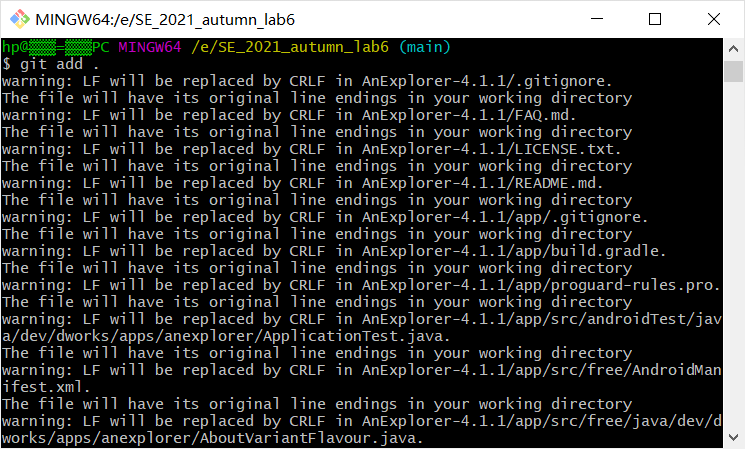 MINGW64:/e/SE_2021_autumn_lab6
hp@▒▒▒=▒▒▒PC MINGW64 /e/SE_2021_autumn_lab6 (main)
$ git add .
warning: LF will be replaced by CRLF in AnExplorer-4.1.1/.gitignore.
The file will have its original line endings in your working directory
warning: LF will be replaced by CRLF in AnExplorer-4.1.1/FAQ.md.
The file will have its original line endings in your working directory
warning: LF will be replaced by CRLF in AnExplorer-4.1.1/LICENSE.txt.
The file will have its original line endings in your working directory
warning: LF will be replaced by CRLF in AnExplorer-4.1.1/README.md.
The file will have its original line endings in your working directory
warning: LF will be replaced by CRLF in AnExplorer-4.1.1/app/.gitignore.
The file will have its original line endings in your working directory
warning: LF will be replaced by CRLF in AnExplorer-4.1.1/app/build.gradle.
The file will have its original line endings in your working directory
warning: LF will be replaced by CRLF in AnExplorer-4.1.1/app/proguard-rules.pro.
The file will have its original line endings in your working directory
warning: LF will be replaced by CRLF in AnExplorer-4.1.1/app/src/androidTest/jav
a/dev/dworks/apps/anexplorer/ApplicationTest.java.
The file will have its original line endings in your working directory
warning: LF will be replaced by CRLF in AnExplorer-4.1.1/app/src/free/AndroidMan
ifest.xml.
The file will have its original line endings in your working directory
warning: LF will be replaced by CRLF in AnExplorer-4.1.1/app/src/free/java/dev/d
works/apps/anexplorer/AboutVariantFlavour.java.